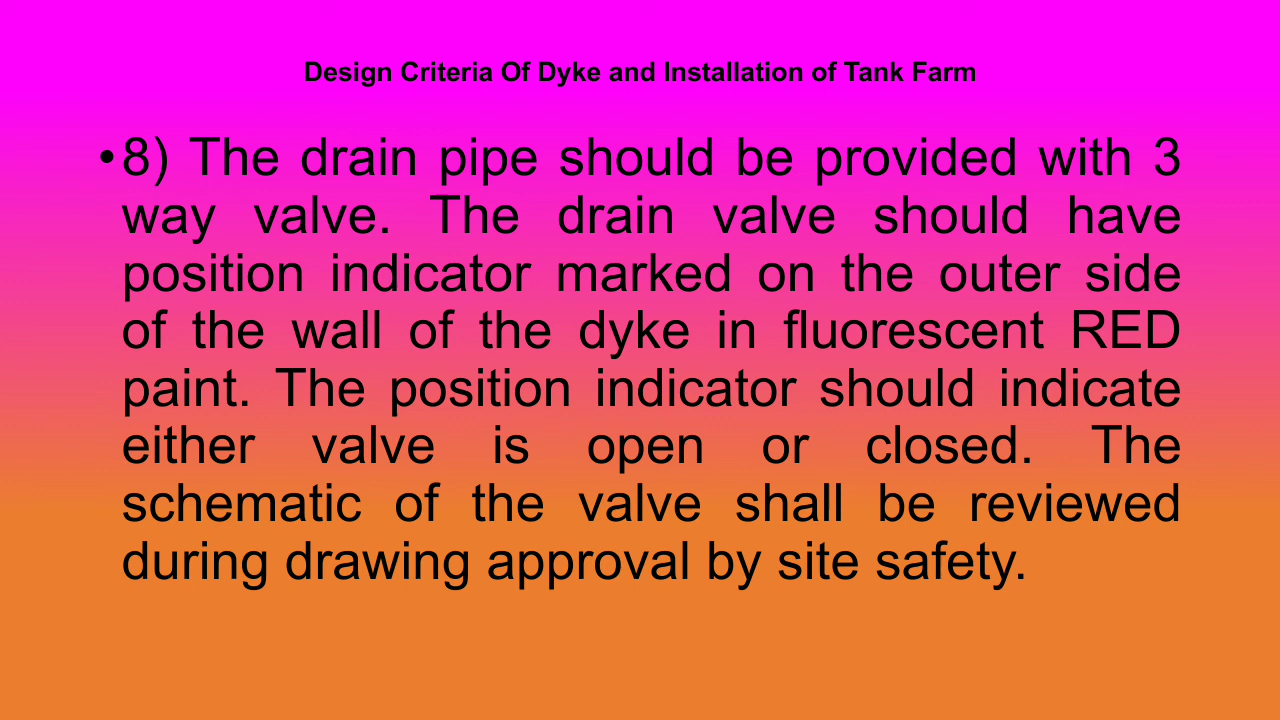 Design Criteria Of Dyke and Installation of Tank Farm
•8) The drain pipe should be provided with 3
way valve. The drain valve should have
position indicator marked on the outer side
of the wall of the dyke in fluorescent RED
paint. The position indicator should indicate
either valve is open or closed. The
schematic of the valve shall be reviewed
during drawing approval by site safety.